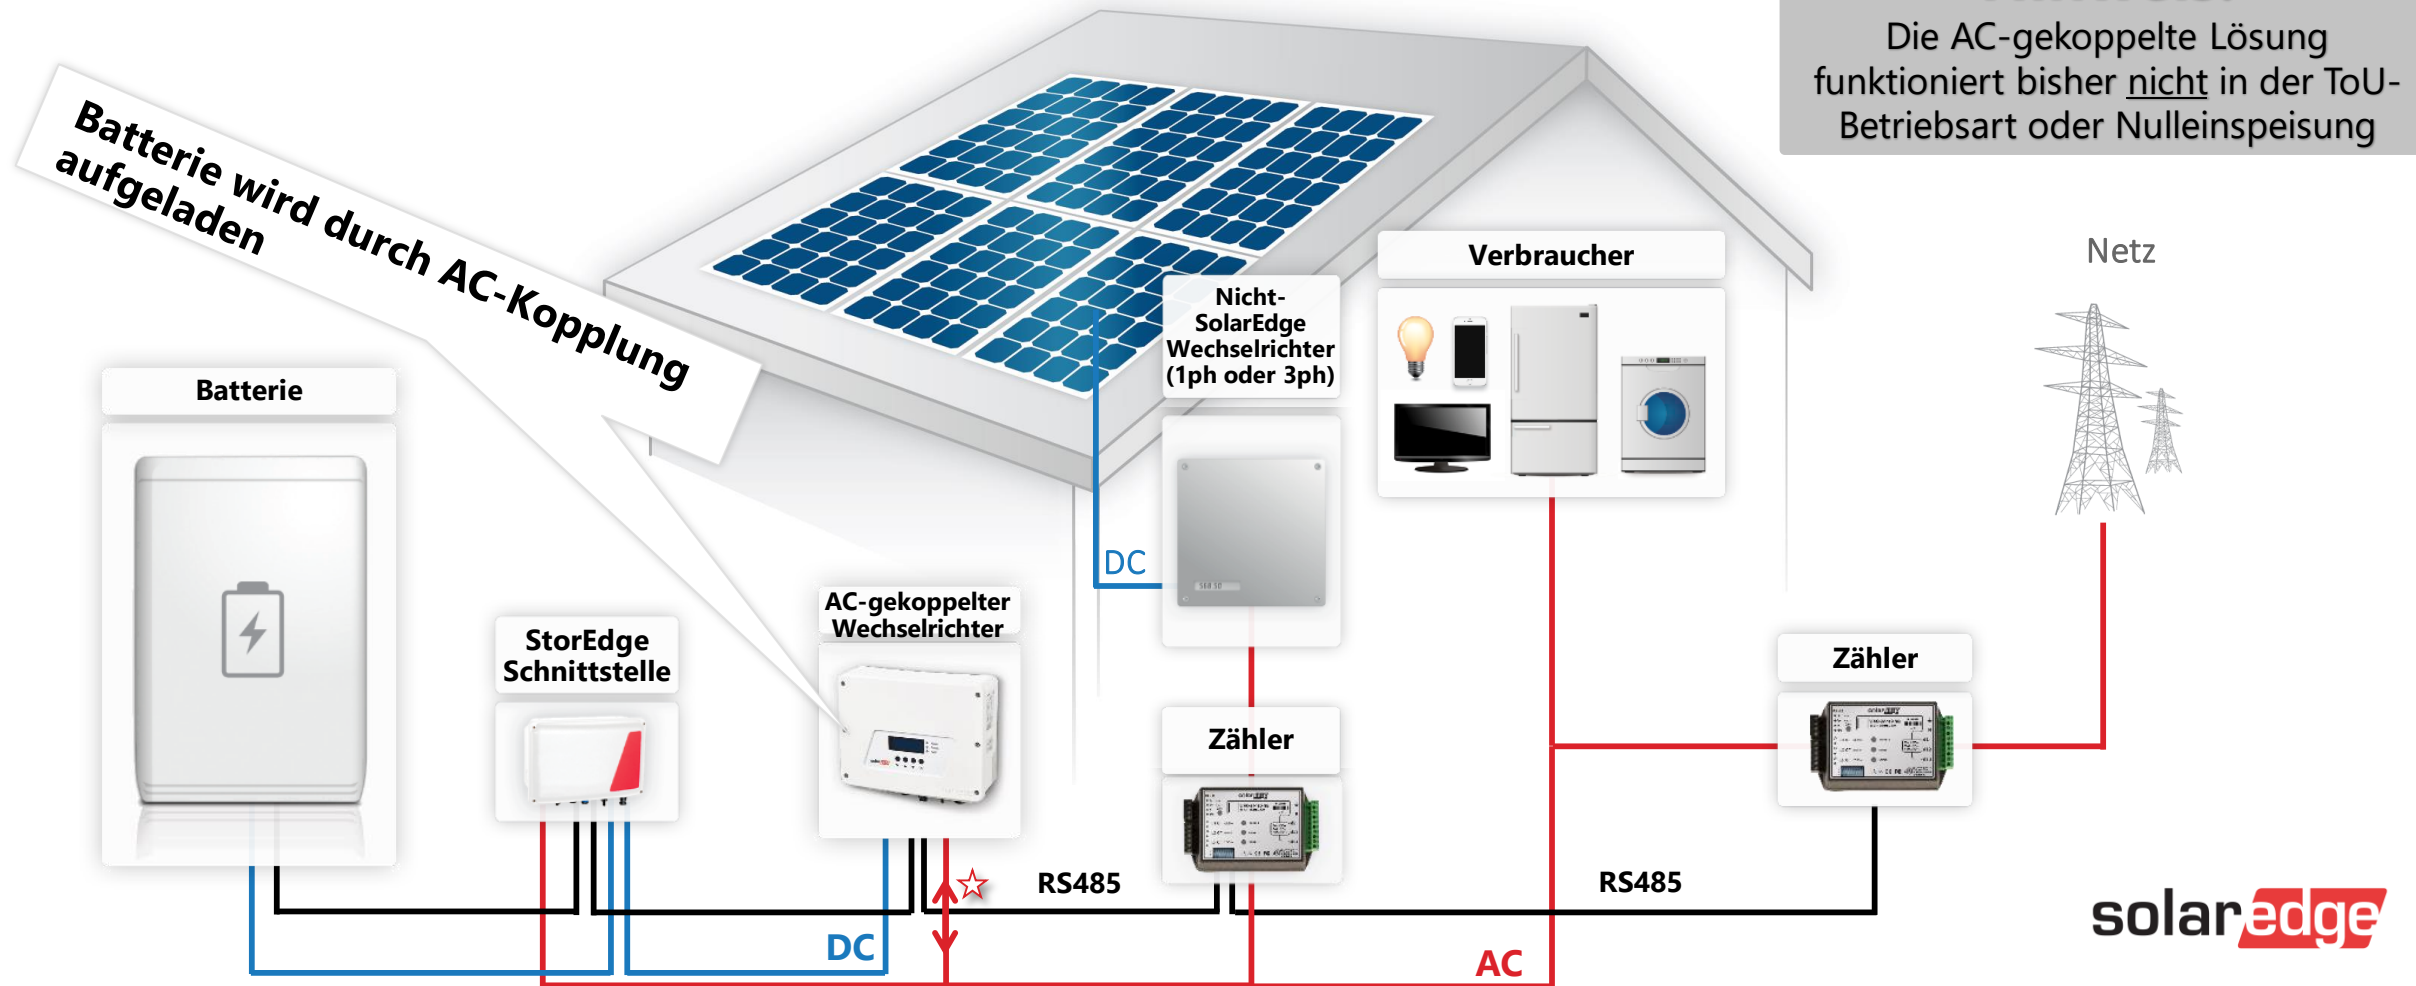 Die AC-gekoppelte Lösung
funktioniert bisher nicht in der ToU-
Betriebsart oder Nulleinspeisung
Batterie wird durch AC-Kopplung
aufgeladen
Netz
Verbraucher
Nicht-
SolarEdge
Wechselrichter
(1ph oder 3ph)
Batterie
DC
AC-gekoppelter
Wechselrichter
StorEdge
Schnittstelle
Zähler
Zähler
RS485
RS485
DC
AC
solaredge